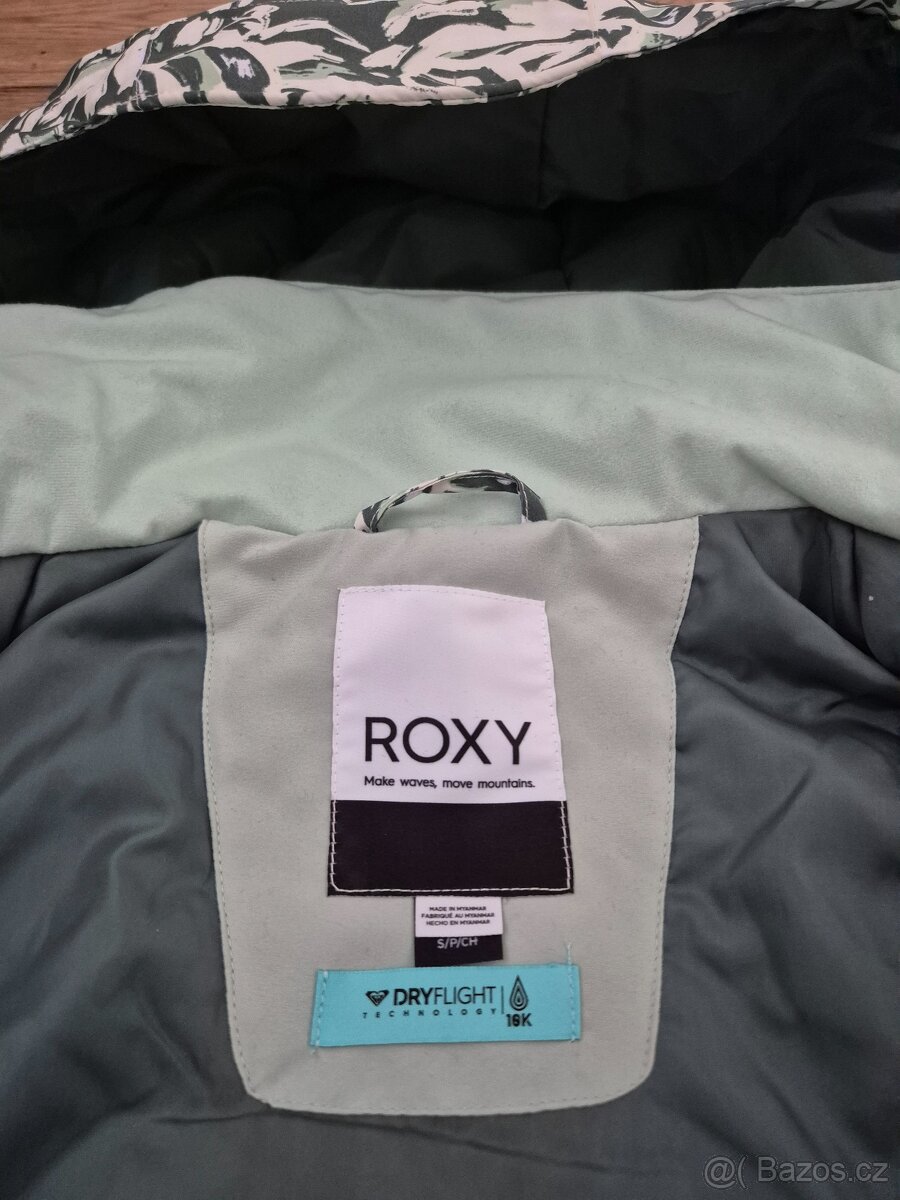 ROXY
Make waves, move mountains.
MADE IN MYANMAR
FABRIQUÉ AU MYANMAR
HECHO EN MYANMAR
S/P/CH
DRYFLIGHT
TECHNOLOGY
10K
@( Bazos.cz